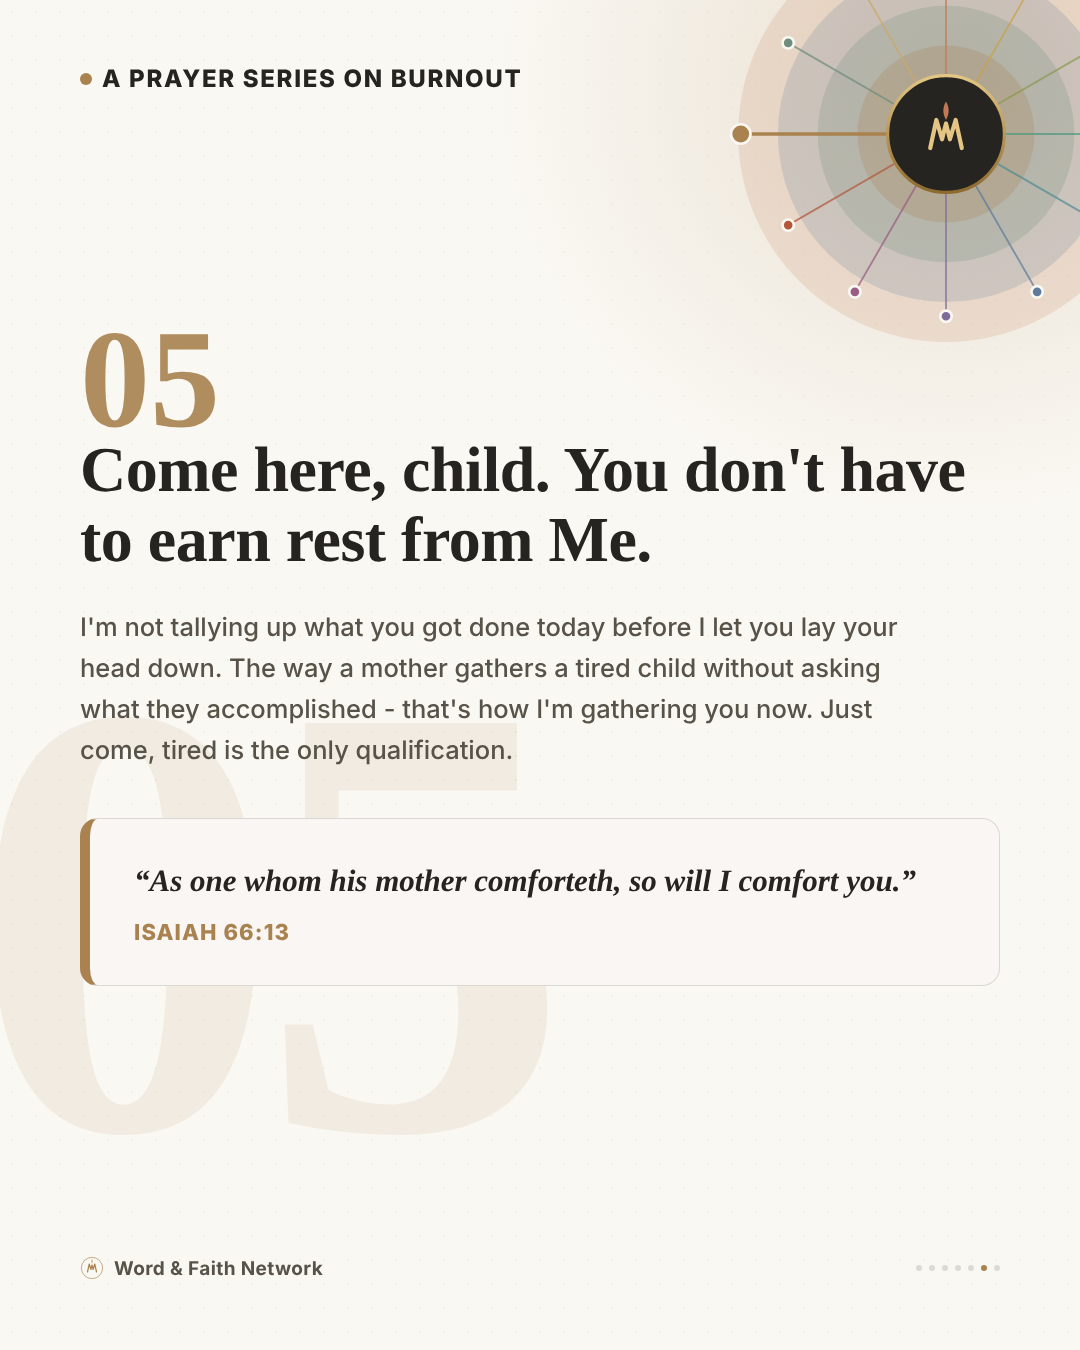 A PRAYER SERIES ON BURNOUT
05
Come here, child. You don't have
to earn rest from Me.
I'm not tallying up what you got done today before I let you lay your
head down. The way a mother gathers a tired child without asking
what they accomplished - that's how I'm gathering you now. Just
come, tired is the only qualification.
05
“As one whom his mother comforteth, so will I comfort you.”
ISAIAH 66:13
Word & Faith Network